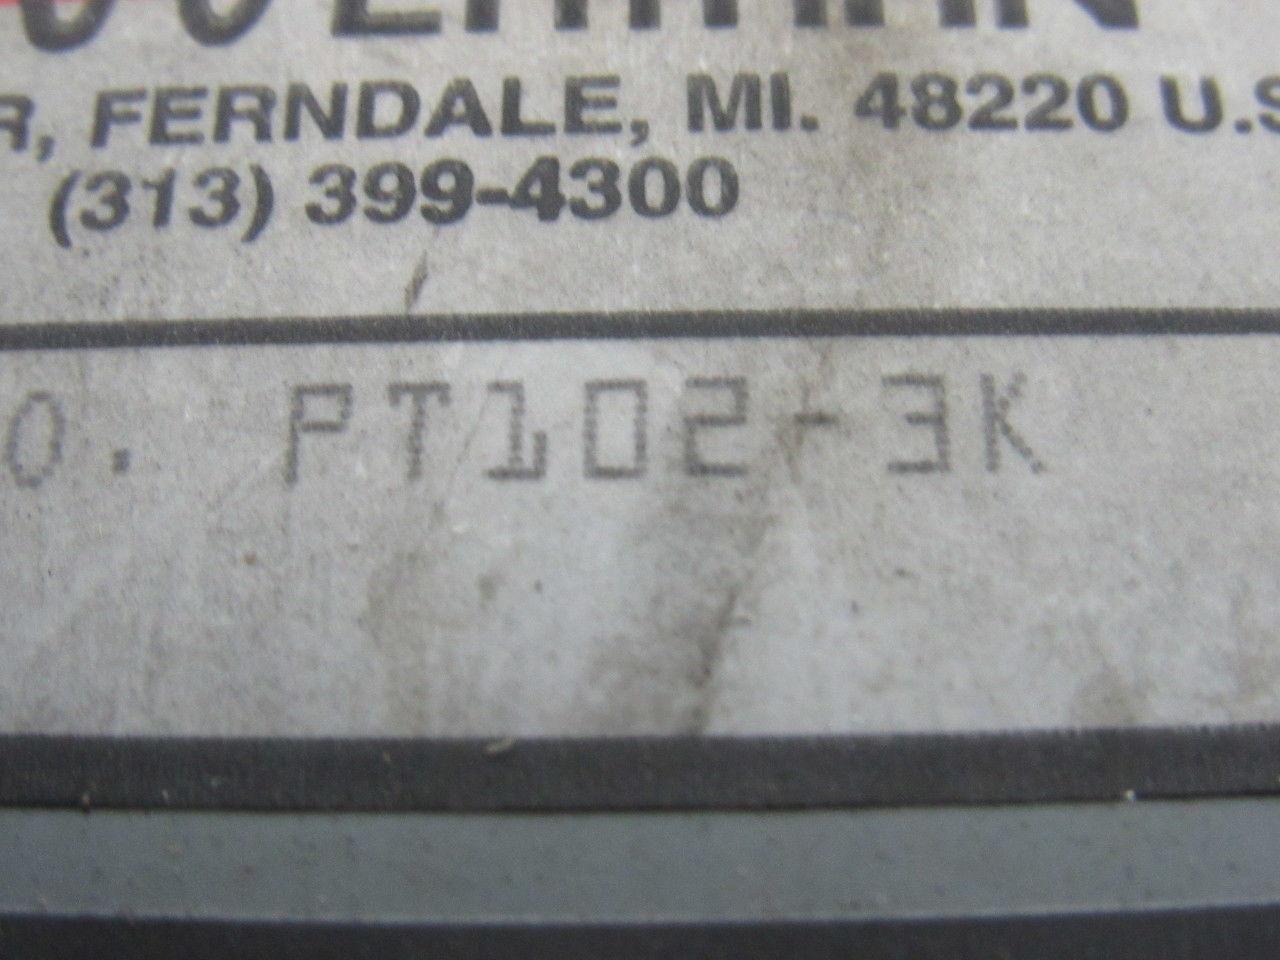 R, FERNDALE, MI. 48220 U.S
(313) 399-4300
O. PT102-3K